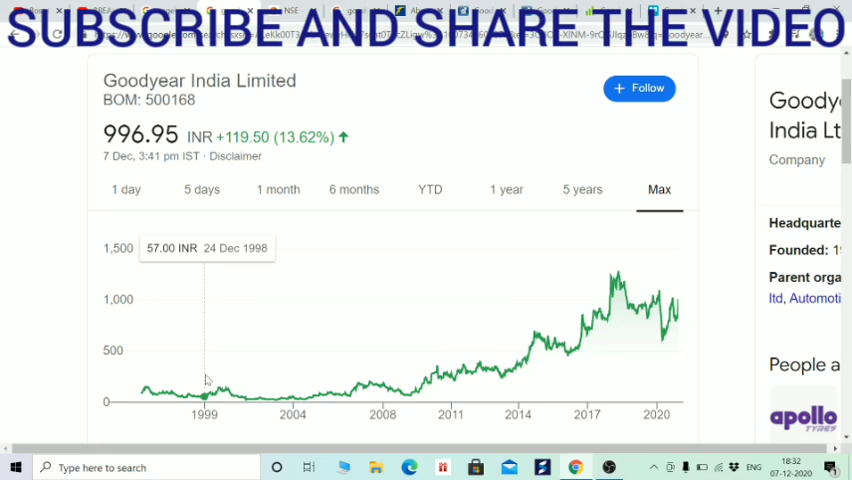 SUBSCRIBE AND SHARE THE VIDEO
Goodyear India Limited
BOM: 500168
+ Follow
996.95 INR +119.50 (13.62%) ↑
7 Dec, 3:41 pm IST · Disclaimer
1 day 5 days 1 month 6 months YTD 1 year 5 years Max
57.00 INR 24 Dec 1998
1,500
1,000
500
0
1999 2004 2008 2011 2014 2017 2020
Goodye
India Lt
Company
Headquarte
Founded: 1
Parent orga
ltd, Automoti
People a
apollo
TYRES
Type here to search
ENG
18:32
07-12-2020